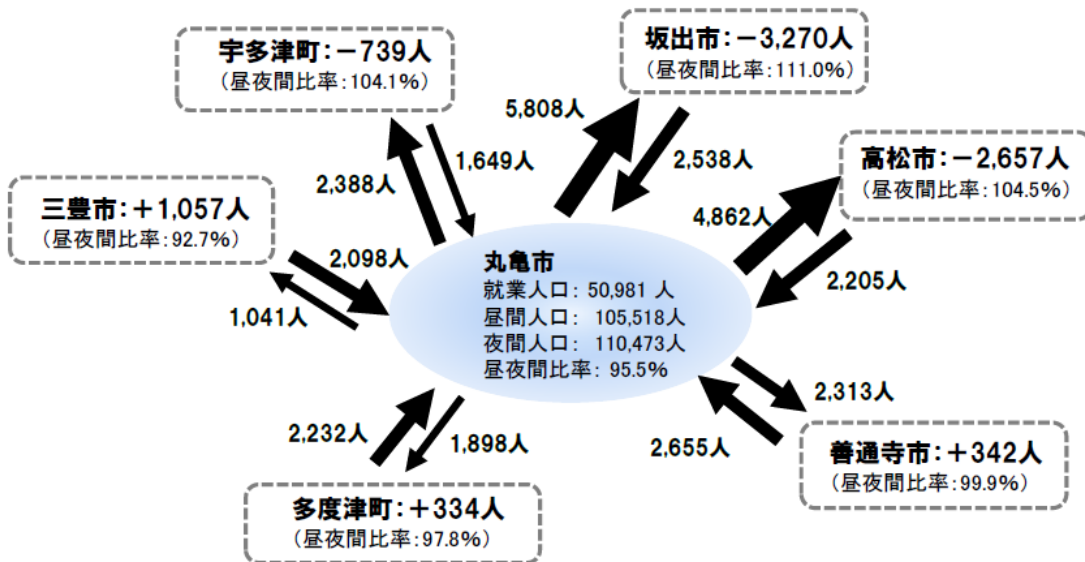 宇多津町：－739人
（昼夜間比率：104.1%）
坂出市：－3,270人
（昼夜間比率：111.0%）
5,808人
2,538人
1,649人
2,388人
高松市：－2,657人
（昼夜間比率：104.5%）
4,862人
2,205人
三豊市：＋1,057人
（昼夜間比率：92.7%）
2,098人
1,041人
丸亀市
就業人口： 50,981 人
昼間人口： 105,518人
夜間人口： 110,473人
昼夜間比率： 95.5%
2,313人
2,655人
善通寺市：＋342人
（昼夜間比率：99.9%）
2,232人
1,898人
多度津町：＋334人
（昼夜間比率：97.8%）